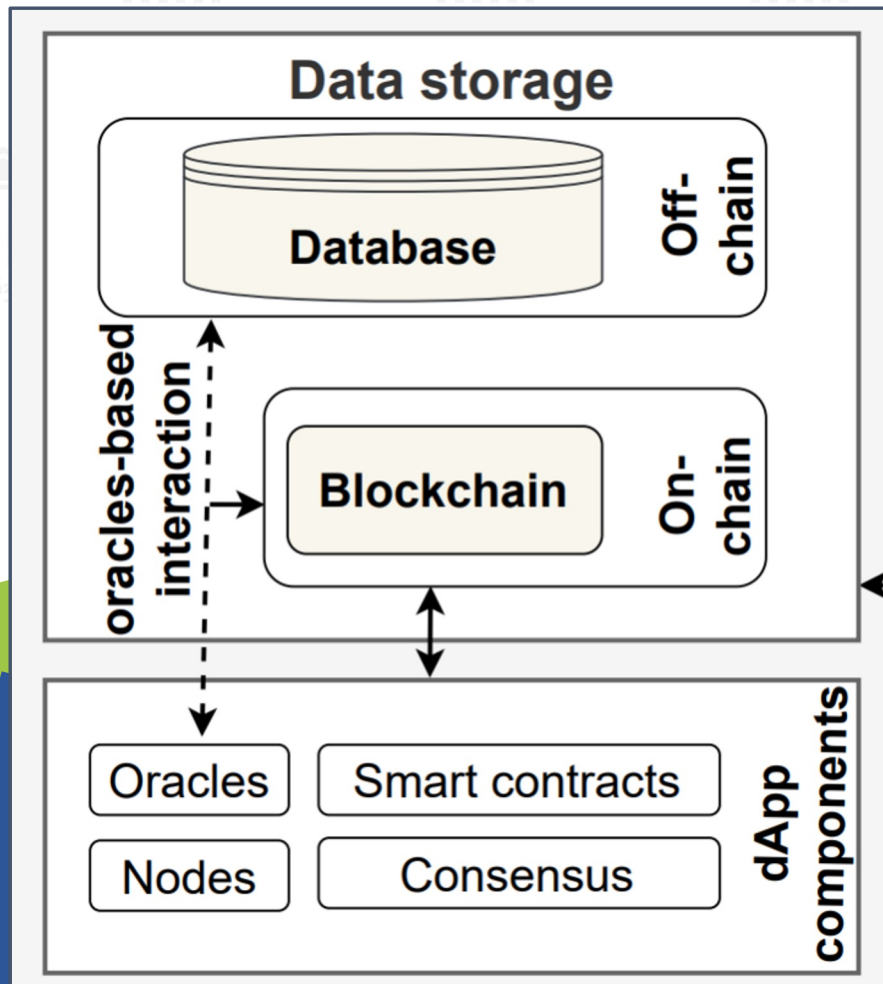 Data storage
Database
Off-
chain
oracles-based
interaction
Blockchain
On-
chain
Oracles
Smart contracts
Nodes
Consensus
dApp
components